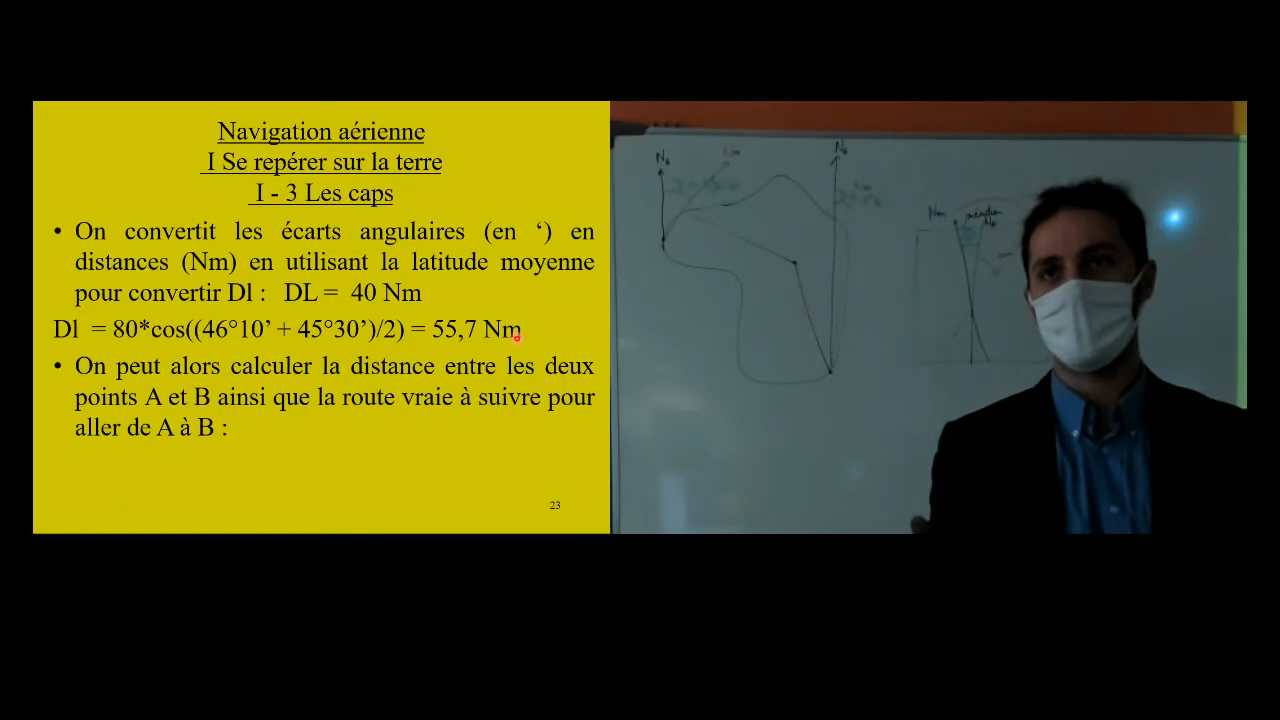 Navigation aérienne
I Se repérer sur la terre
I - 3 Les caps
• On convertit les écarts angulaires (en ‘) en
distances (Nm) en utilisant la latitude moyenne
pour convertir Dl : DL = 40 Nm
Dl = 80*cos((46°10’ + 45°30’)/2) = 55,7 Nm
• On peut alors calculer la distance entre les deux
points A et B ainsi que la route vraie à suivre pour
aller de A à B :
23
Nm